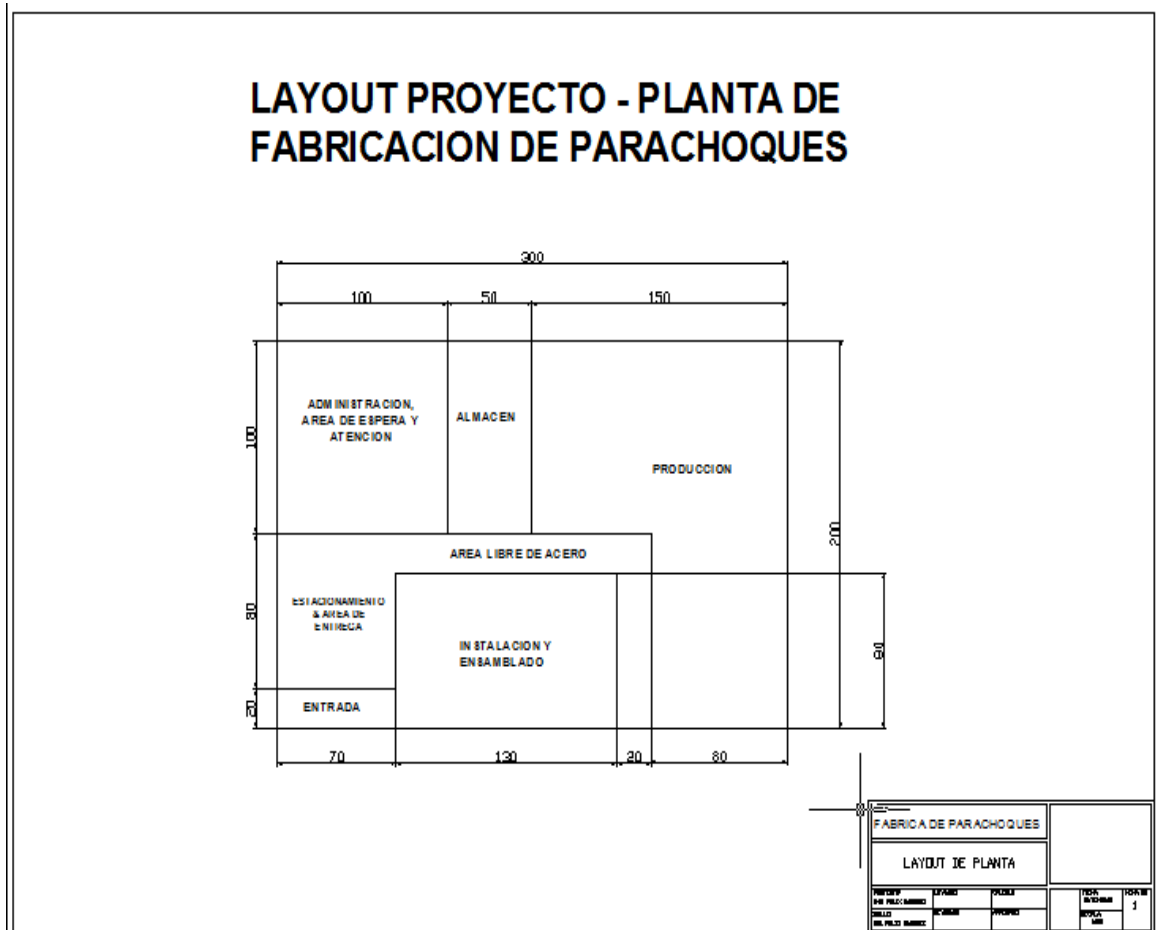 LAYOUT PROYECTO - PLANTA DE
FABRICACION DE PARACHOQUES
300
100
50
150
ADMINISTRACION,
AREA DE ESPERA Y
ATENCION
ALMACEN
100
PRODUCCION
200
AREA LIBRE DE ACERO
ESTACIONAMIENTO
& AREA DE
ENTREGA
80
INSTALACION Y
ENSAMBLADO
80
ENTRADA
20
70
130
20
80
FABRICA DE PARACHOQUES
LAYOUT DE PLANTA
1